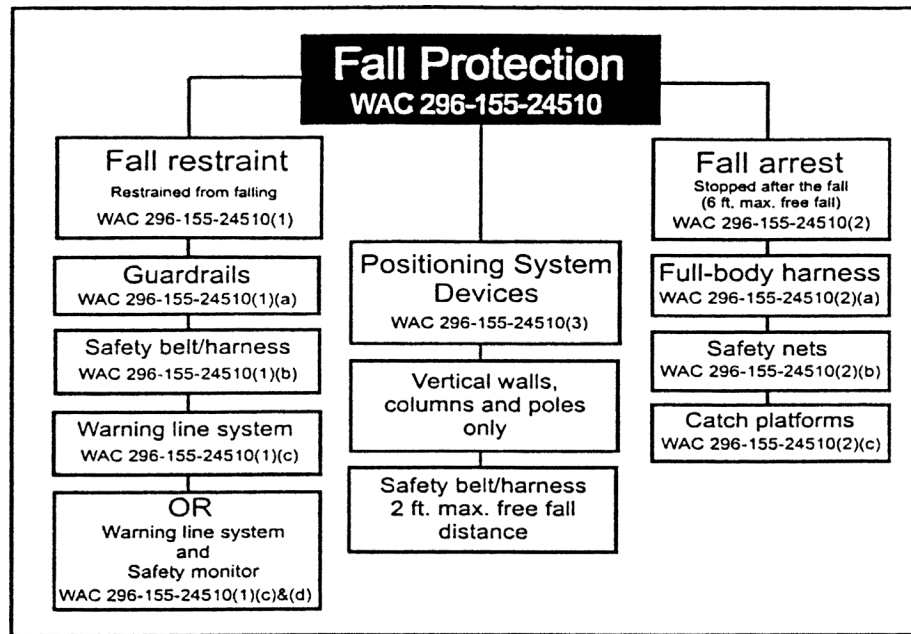 Fall Protection
WAC 296-155-24510
Fall restraint
Restrained from falling
WAC 296-155-24510(1)
Guardrails
WAC 296-155-24510(1)(a)
Safety belt/harness
WAC 296-155-24510(1)(b)
Warning line system
WAC 296-155-24510(1)(c)
OR
Warning line system
and
Safety monitor
WAC 296-155-24510(1)(c)&(d)
Positioning System
Devices
WAC 296-155-24510(3)
Vertical walls,
columns and poles
only
Safety belt/harness
2 ft. max. free fall
distance
Fall arrest
Stopped after the fall
(6 ft. max. free fall)
WAC 296-155-24510(2)
Full-body harness
WAC 296-155-24510(2)(a)
Safety nets
WAC 296-155-24510(2)(b)
Catch platforms
WAC 296-155-24510(2)(c)